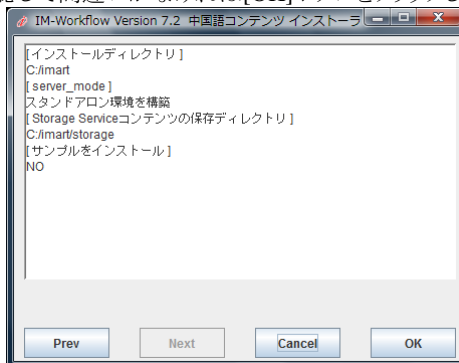 IM-Workflow Version 7.2 中国語コンテンツ インストーラ
[インストールディレクトリ]
C:/imart
[server_mode]
スタンドアロン環境を構築
[Storage Serviceコンテンツの保存ディレクトリ]
C:/imart/storage
[サンプルをインストール]
NO
Prev Next Cancel OK